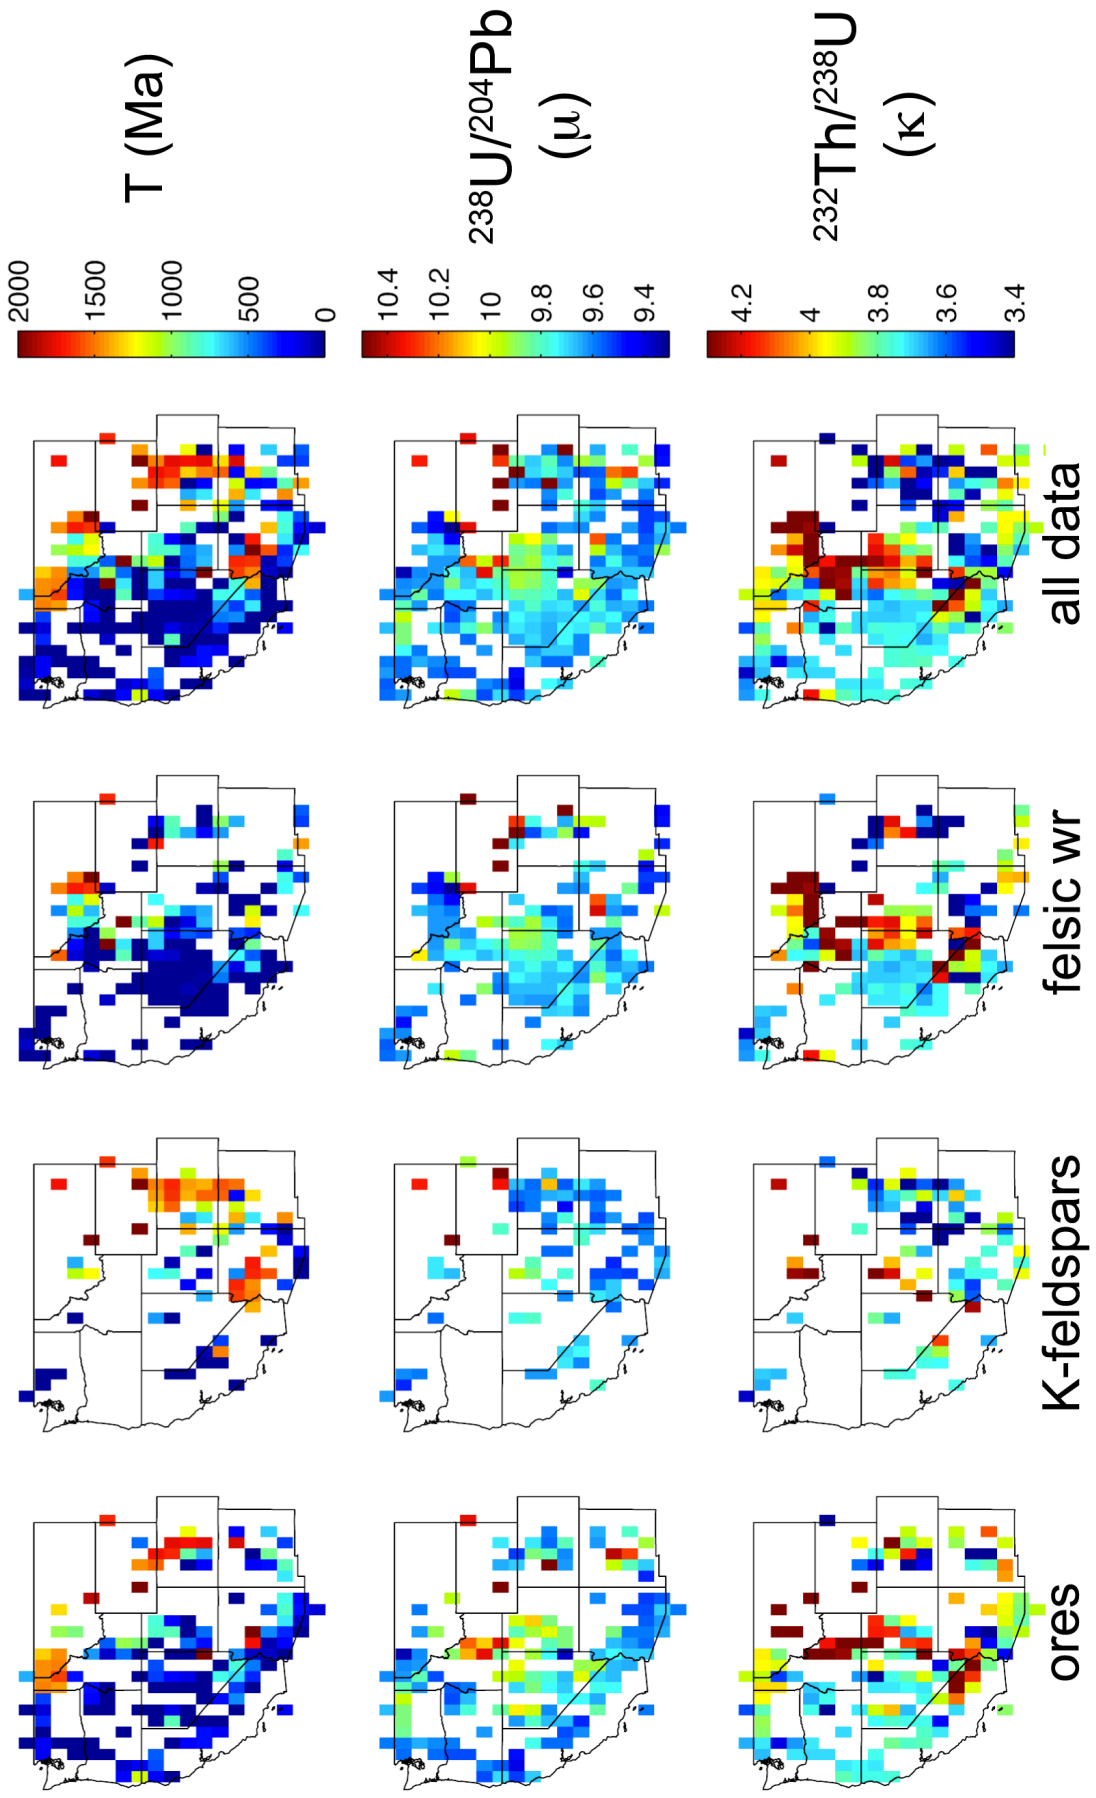 T (Ma)
2000
1500
1000
500
0
²³⁸U/²⁰⁴Pb
(μ)
10.4
10.2
10
9.8
9.6
9.4
²³²Th/²³⁸U
(κ)
4.2
4
3.8
3.6
3.4
ores
K-feldspars
felsic wr
all data